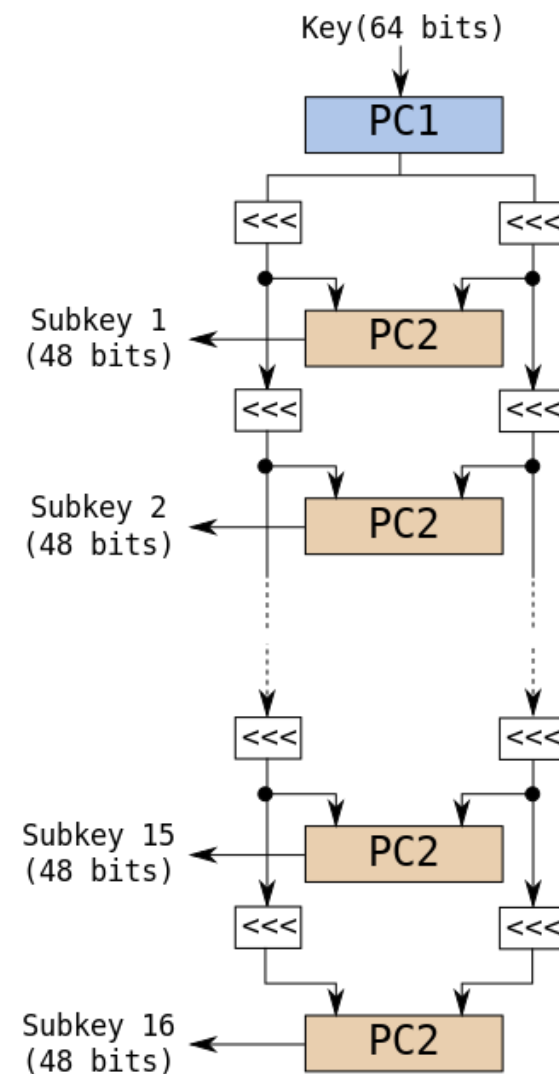 Key(64 bits)
PC1
<<< <<<
Subkey 1
(48 bits)
PC2
<<< <<<
Subkey 2
(48 bits)
PC2
<<< <<<
Subkey 15
(48 bits)
PC2
<<< <<<
Subkey 16
(48 bits)
PC2